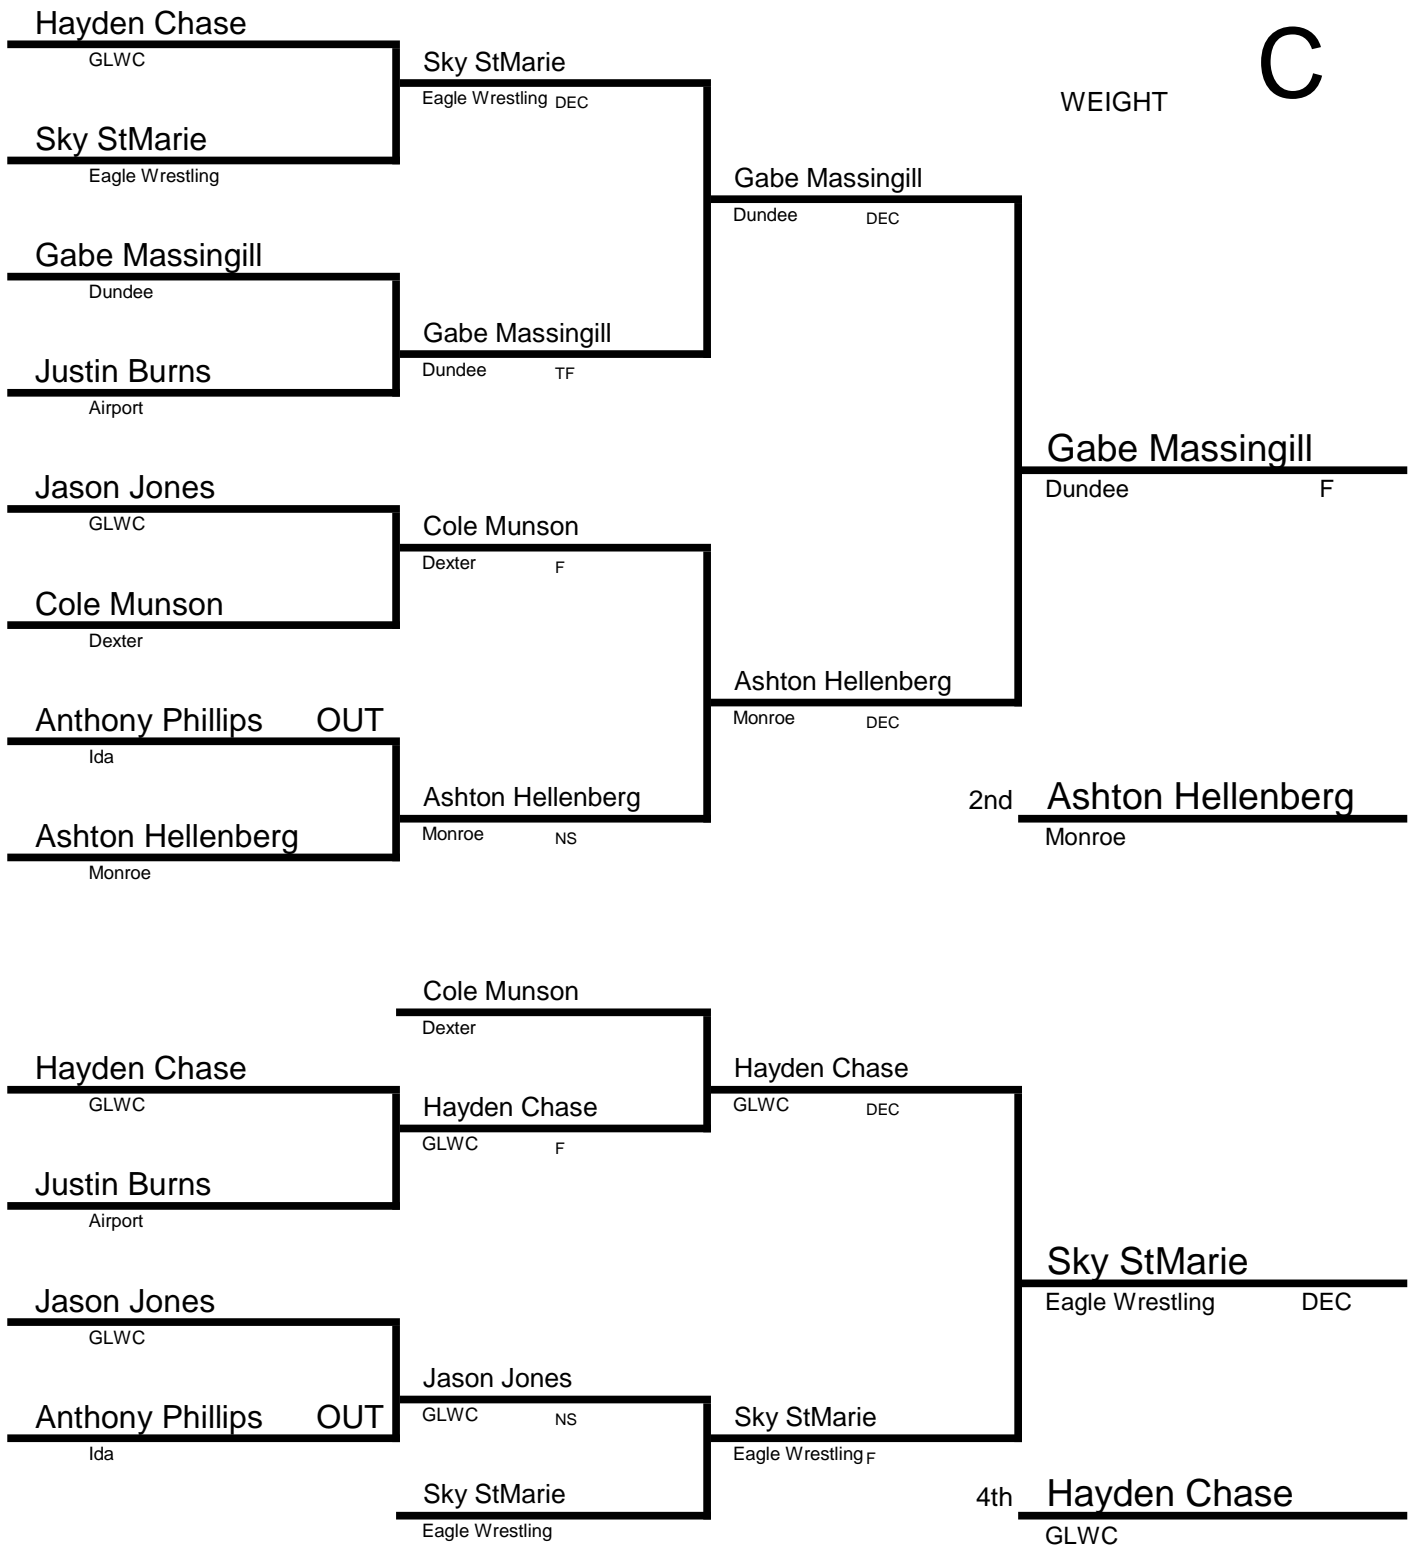 Hayden Chase
GLWC
Sky StMarie
Eagle Wrestling DEC
C
WEIGHT
Sky StMarie
Eagle Wrestling
Gabe Massingill
Dundee DEC
Gabe Massingill
Dundee
Gabe Massingill
Dundee TF
Justin Burns
Airport
Gabe Massingill
Dundee F
Jason Jones
GLWC
Cole Munson
Dexter F
Cole Munson
Dexter
Ashton Hellenberg
Monroe DEC
Anthony Phillips OUT
Ida
Ashton Hellenberg
Monroe NS
2nd Ashton Hellenberg
Monroe
Ashton Hellenberg
Monroe
Cole Munson
Dexter
Hayden Chase
GLWC
Hayden Chase
GLWC DEC
Hayden Chase
GLWC F
Justin Burns
Airport
Sky StMarie
Eagle Wrestling DEC
Jason Jones
GLWC
Jason Jones
GLWC NS
Anthony Phillips OUT
Ida
Sky StMarie
Eagle Wrestling F
Sky StMarie
Eagle Wrestling
4th Hayden Chase
GLWC